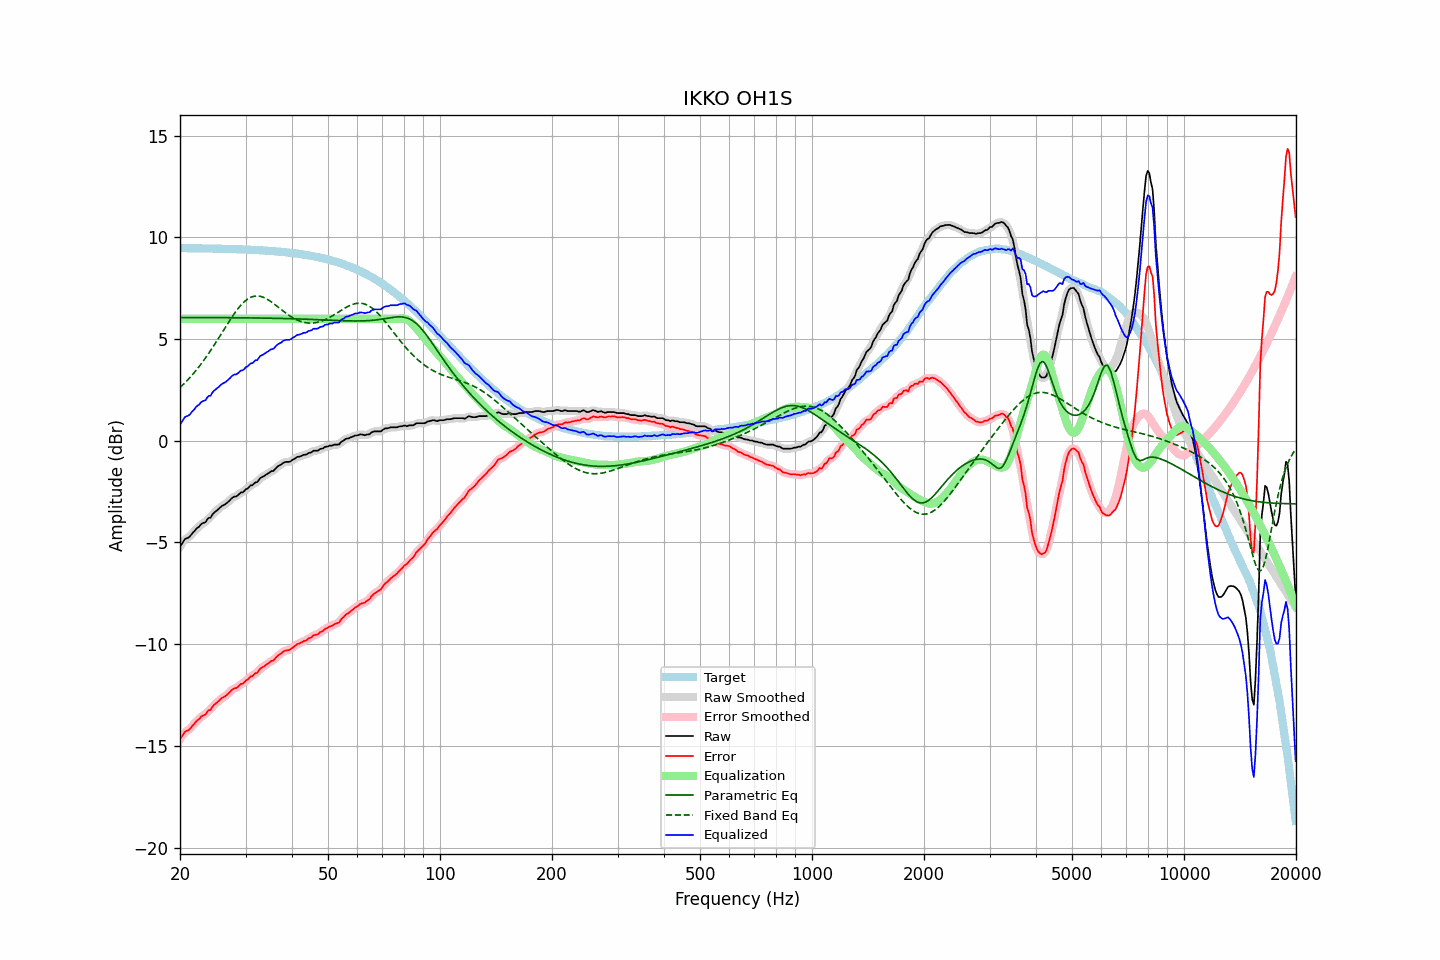 IKKO OH1S
Amplitude (dBr)
15
10
5
0
−5
−10
−15
−20
Target
Raw Smoothed
Error Smoothed
Raw
Error
Equalization
Parametric Eq
Fixed Band Eq
Equalized
20
50
100
200
500
1000
2000
5000
10000
20000
Frequency (Hz)